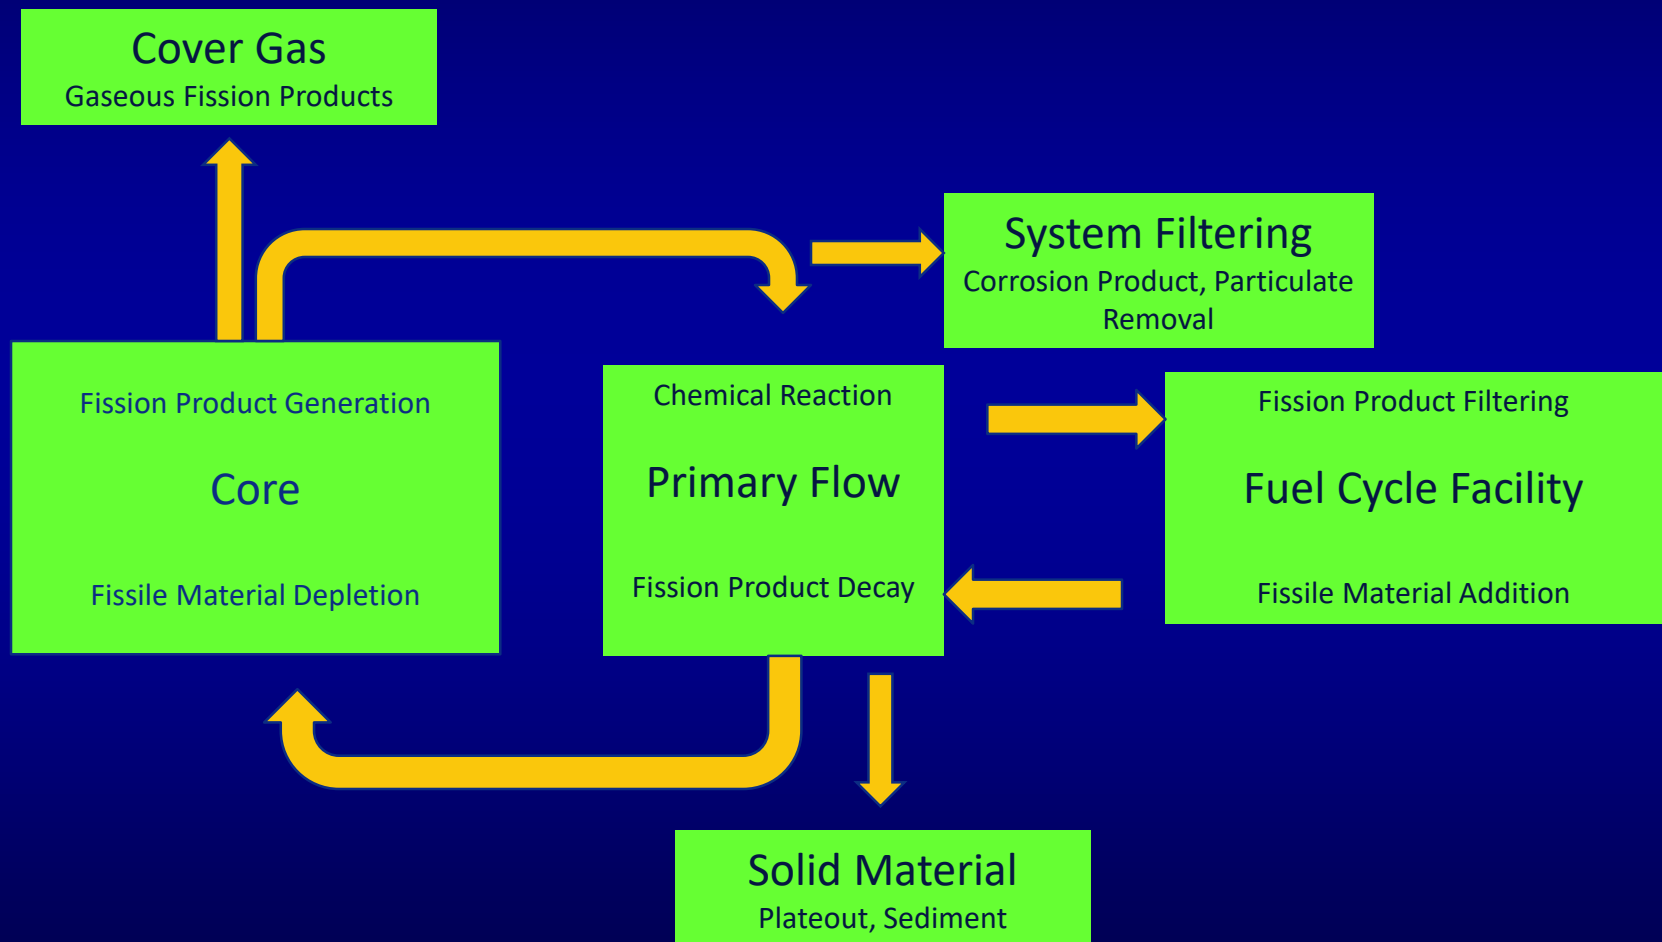 Cover Gas
Gaseous Fission Products
System Filtering
Corrosion Product, Particulate
Removal
Fission Product Generation
Core
Fissile Material Depletion
Chemical Reaction
Primary Flow
Fission Product Decay
Fission Product Filtering
Fuel Cycle Facility
Fissile Material Addition
Solid Material
Plateout, Sediment